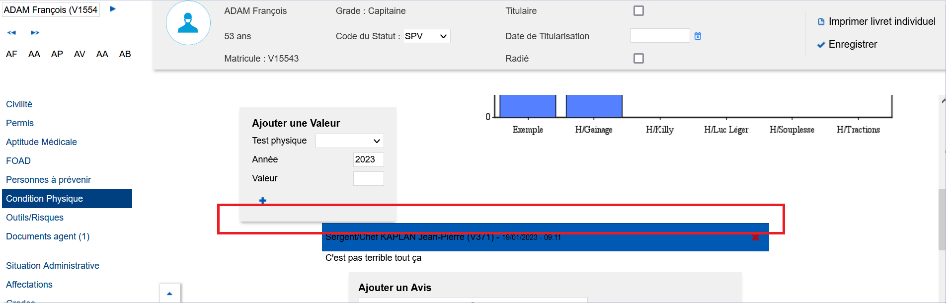 ADAM François (V1554
AF AA AP AV AA AB
ADAM François Grade : Capitaine Titulaire
53 ans Code du Statut : SPV Date de Titularisation
Matricule : V15543 Radié
Imprimer livret individuel
Enregistrer
Civilité
Permis
Aptitude Médicale
FOAD
Personnes à prévenir
Condition Physique
Outils/Risques
Documents agent (1)
Situation Administrative
Affectations
Grades
Ajouter une Valeur
Test physique
Année 2023
Valeur
0
Exemple H/Gainage H/Killy H/Luc Léger H/Souplesse H/Tractions
Sergent/Chef KAPLAN Jean-Pierre (V371) - 19/01/2023 - 09:11
C'est pas terrible tout ça
Ajouter un Avis